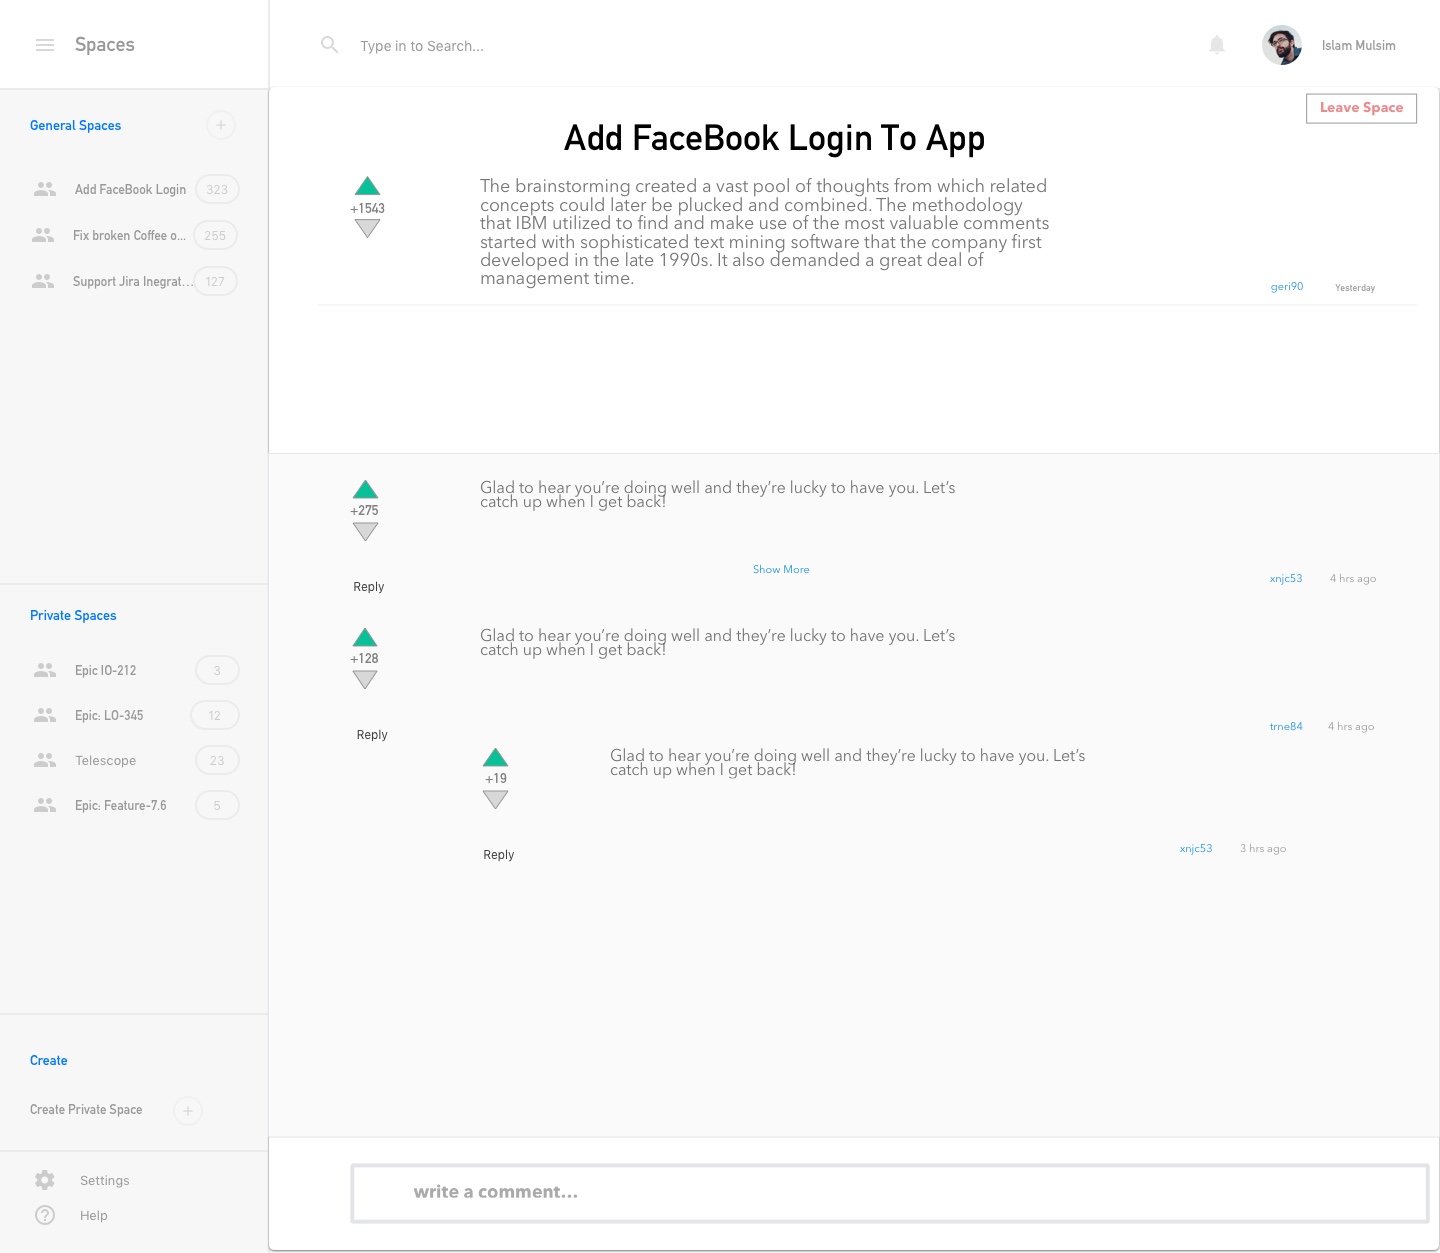 Spaces
Type in to Search...
Islam Mulsim
General Spaces
+
Add FaceBook Login 323
Fix broken Coffee o... 255
Support Jira Inegrat... 127
Private Spaces
Epic IO-212 3
Epic: LO-345 12
Telescope 23
Epic: Feature-7.6 5
Create
Create Private Space +
Settings
Help
Leave Space
Add FaceBook Login To App
+1543
The brainstorming created a vast pool of thoughts from which related
concepts could later be plucked and combined. The methodology
that IBM utilized to find and make use of the most valuable comments
started with sophisticated text mining software that the company first
developed in the late 1990s. It also demanded a great deal of
management time.
geri90 Yesterday
+275
Glad to hear you’re doing well and they’re lucky to have you. Let’s
catch up when I get back!
Show More
Reply
xnjc53 4 hrs ago
+128
Glad to hear you’re doing well and they’re lucky to have you. Let’s
catch up when I get back!
Reply
trne84 4 hrs ago
+19
Glad to hear you’re doing well and they’re lucky to have you. Let’s
catch up when I get back!
Reply
xnjc53 3 hrs ago
write a comment...